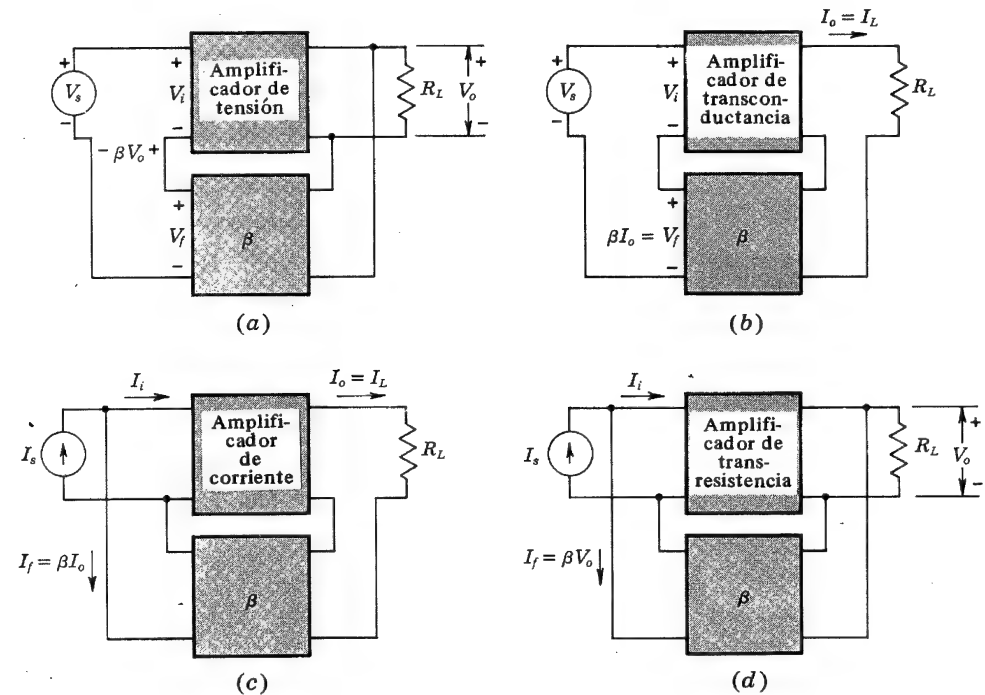 Amplifi-
cador de
tensión
+
V_s
−
+
V_i
−
− βV_o +
+
V_f
−
β
R_L
V_o
+
−
(a)
I_o = I_L
Amplifi-
cador de
transcon-
ductancia
+
V_s
−
+
V_i
−
R_L
+
βI_o = V_f
−
β
(b)
I_i
I_o = I_L
Amplifi-
cador
de
corriente
I_s
R_L
I_f = βI_o
β
(c)
I_i
Amplifi-
cador de
trans-
resistencia
I_s
R_L
V_o
+
−
I_f = βV_o
β
(d)